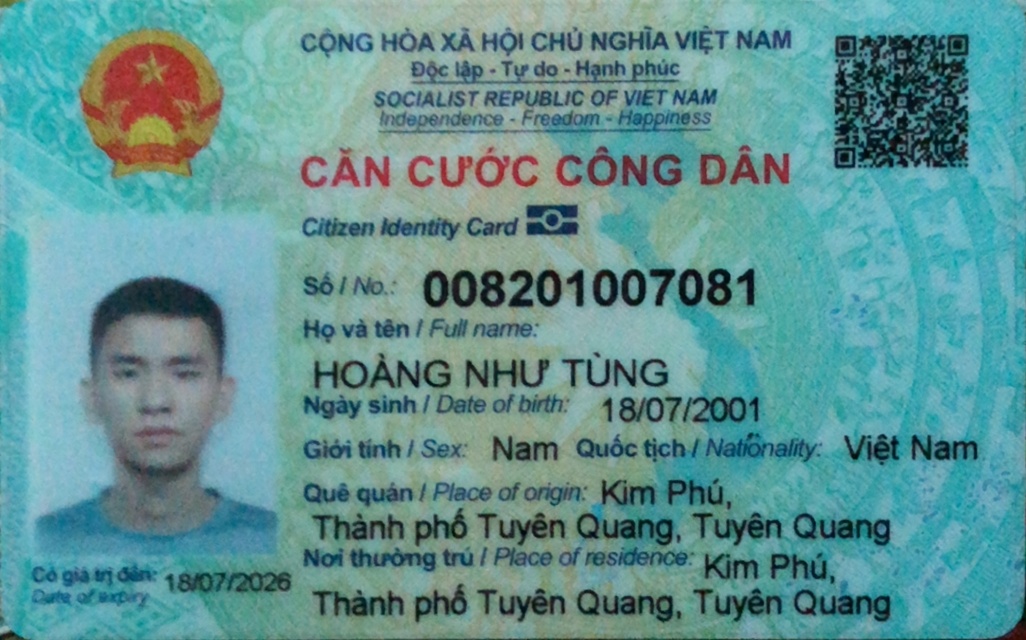 CỘNG HÒA XÃ HỘI CHỦ NGHĨA VIỆT NAM
Độc lập - Tự do - Hạnh phúc
SOCIALIST REPUBLIC OF VIET NAM
Independence - Freedom - Happiness
CĂN CƯỚC CÔNG DÂN
Citizen Identity Card
Số / No.: 008201007081
Họ và tên / Full name:
HOÀNG NHƯ TÙNG
Ngày sinh / Date of birth: 18/07/2001
Giới tính / Sex: Nam Quốc tịch / Nationality: Việt Nam
Quê quán / Place of origin: Kim Phú,
Thành phố Tuyên Quang, Tuyên Quang
Nơi thường trú / Place of residence: Kim Phú,
Thành phố Tuyên Quang, Tuyên Quang
Có giá trị đến: 18/07/2026
Date of expiry